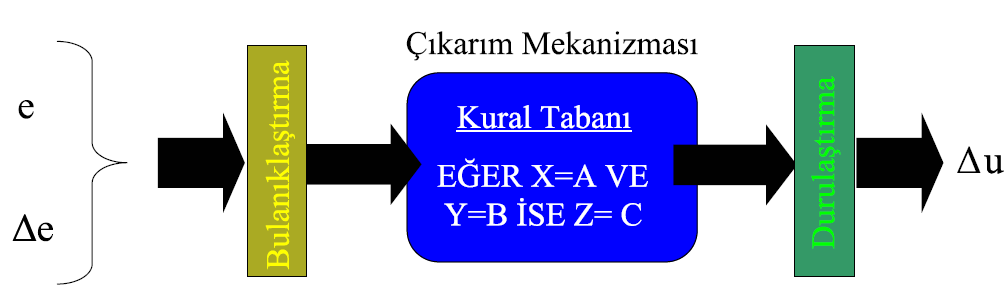 e
Δe
Bulanıklaştırma
Çıkarım Mekanizması
Kural Tabanı
EĞER X=A VE
Y=B İSE Z= C
Durulaştırma
Δu